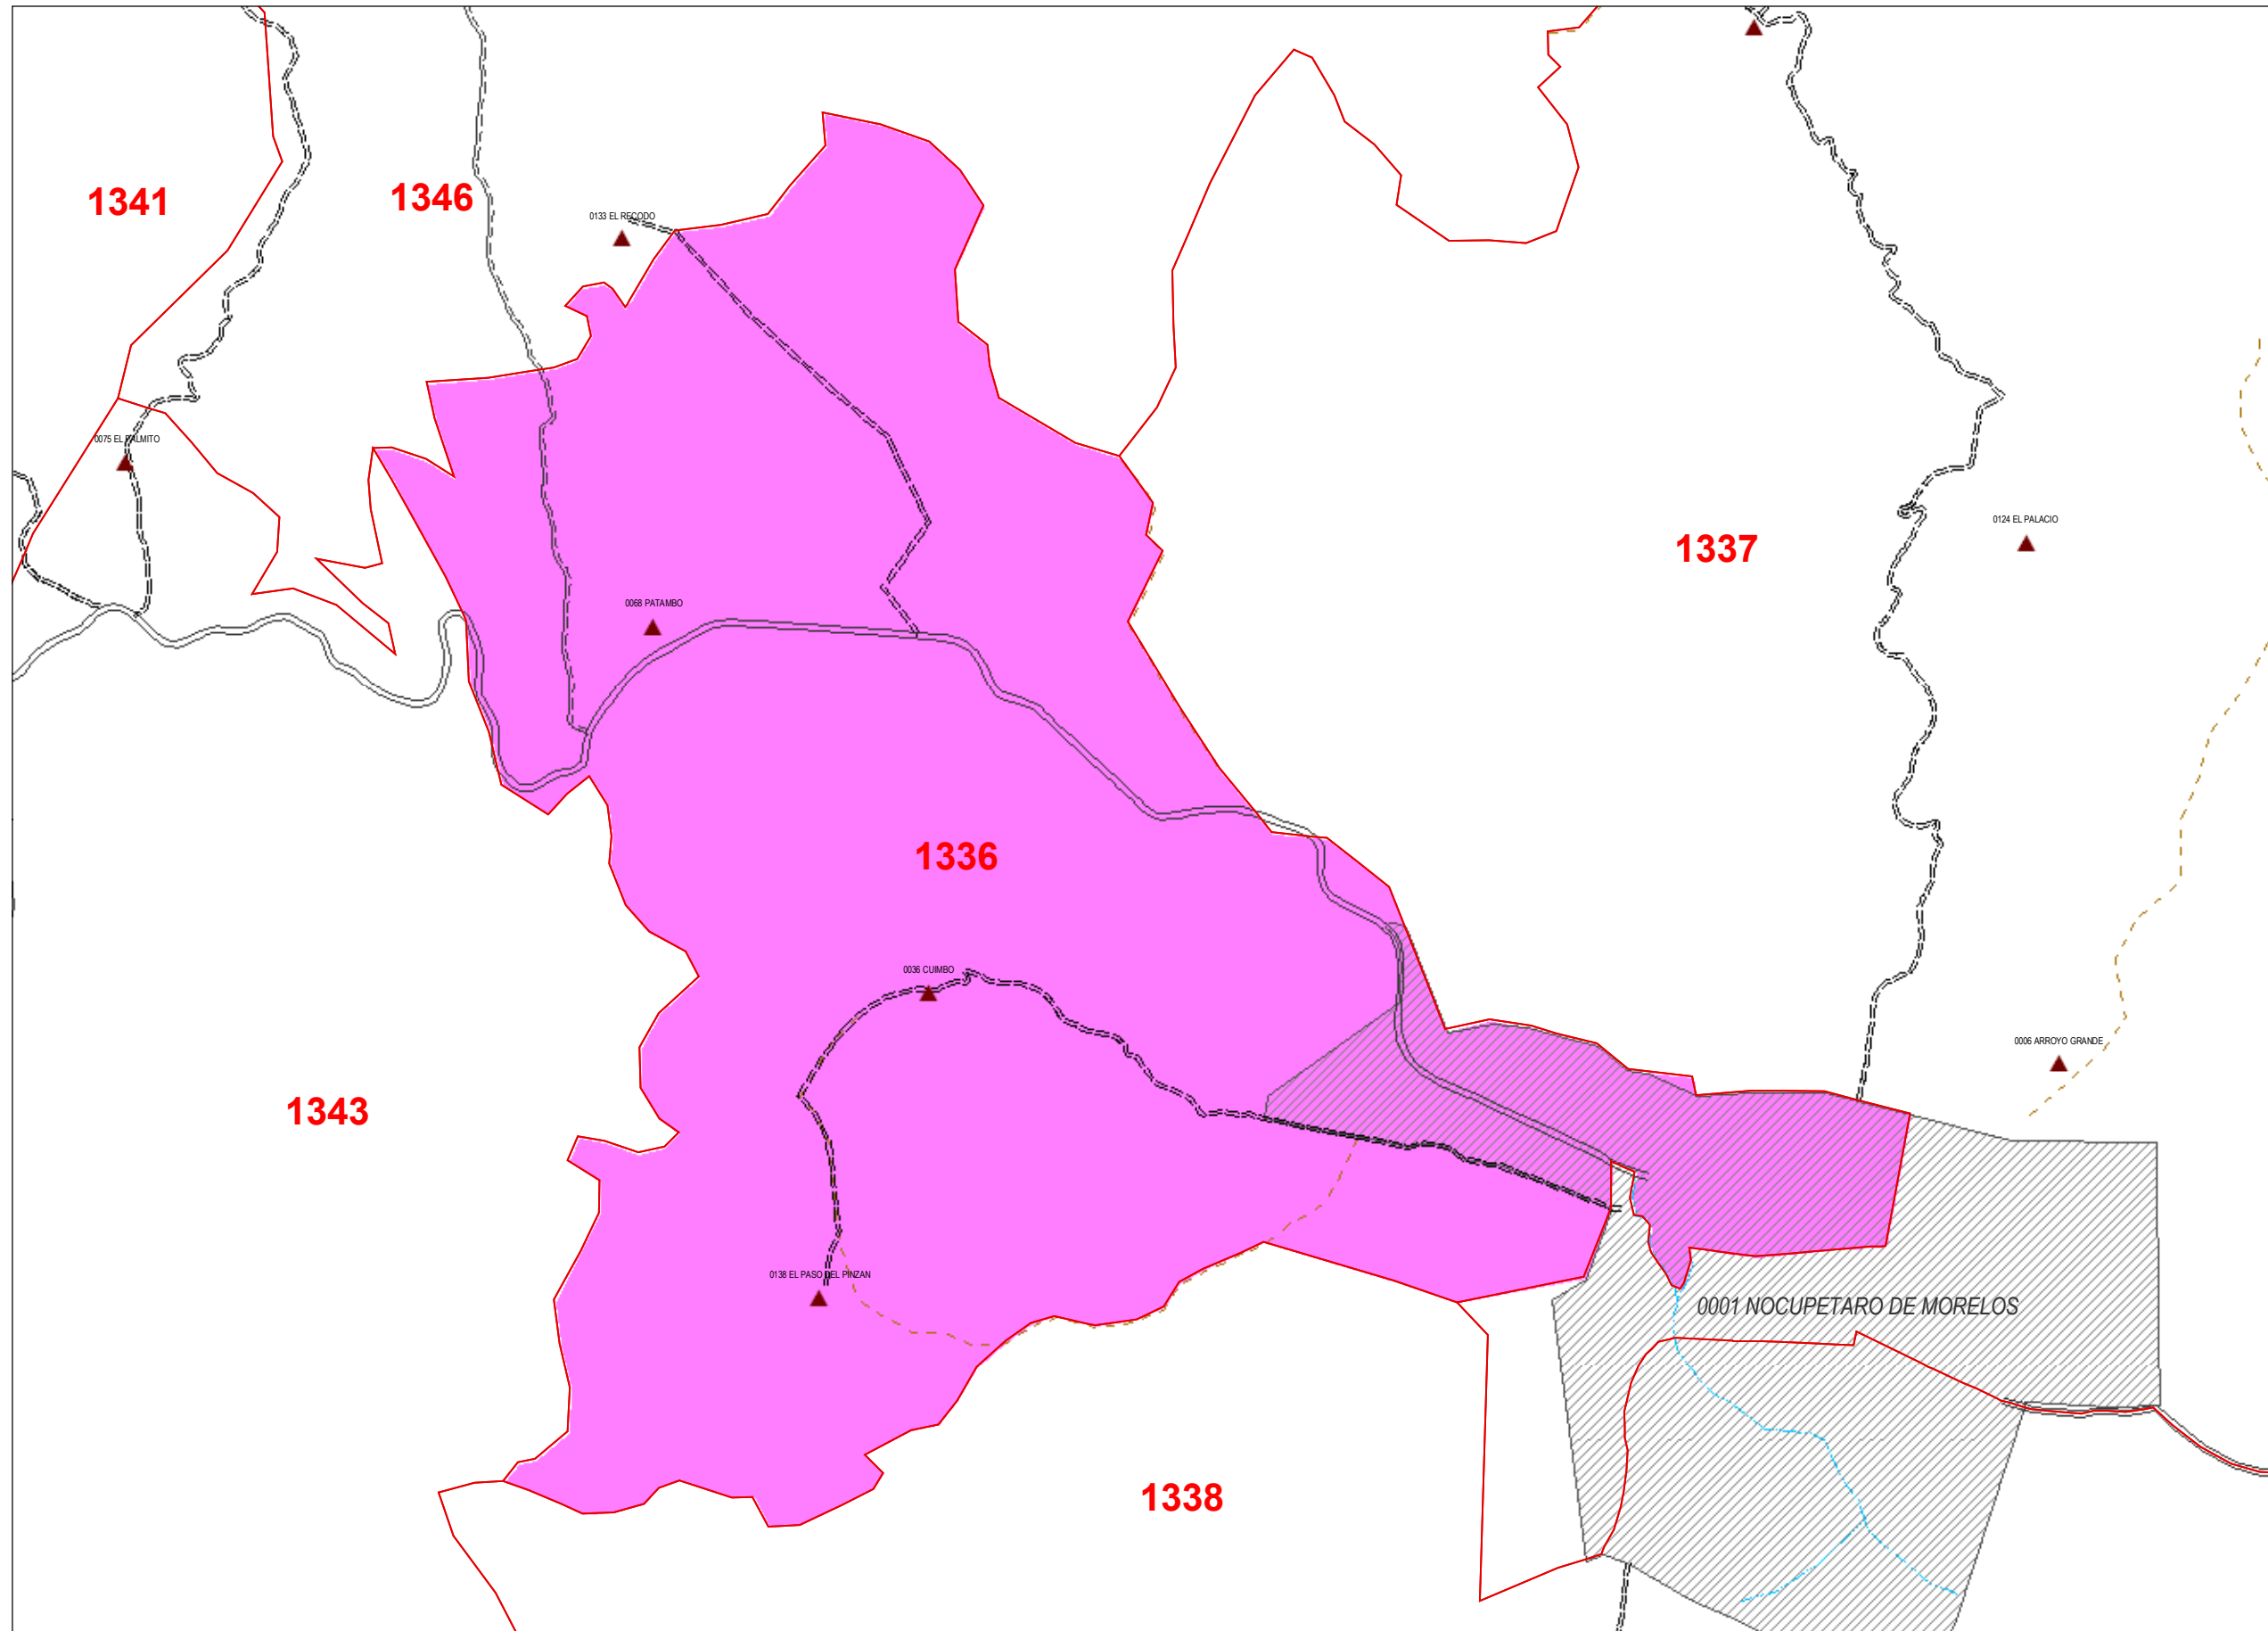 1341
1346
0133 EL RECODO
0075 EL PALMITO
0124 EL PALACIO
1337
0068 PATAMBO
1336
0036 CUIMBO
0006 ARROYO GRANDE
1343
0138 EL PASO DEL PINZAN
0001 NOCUPETARO DE MORELOS
1338